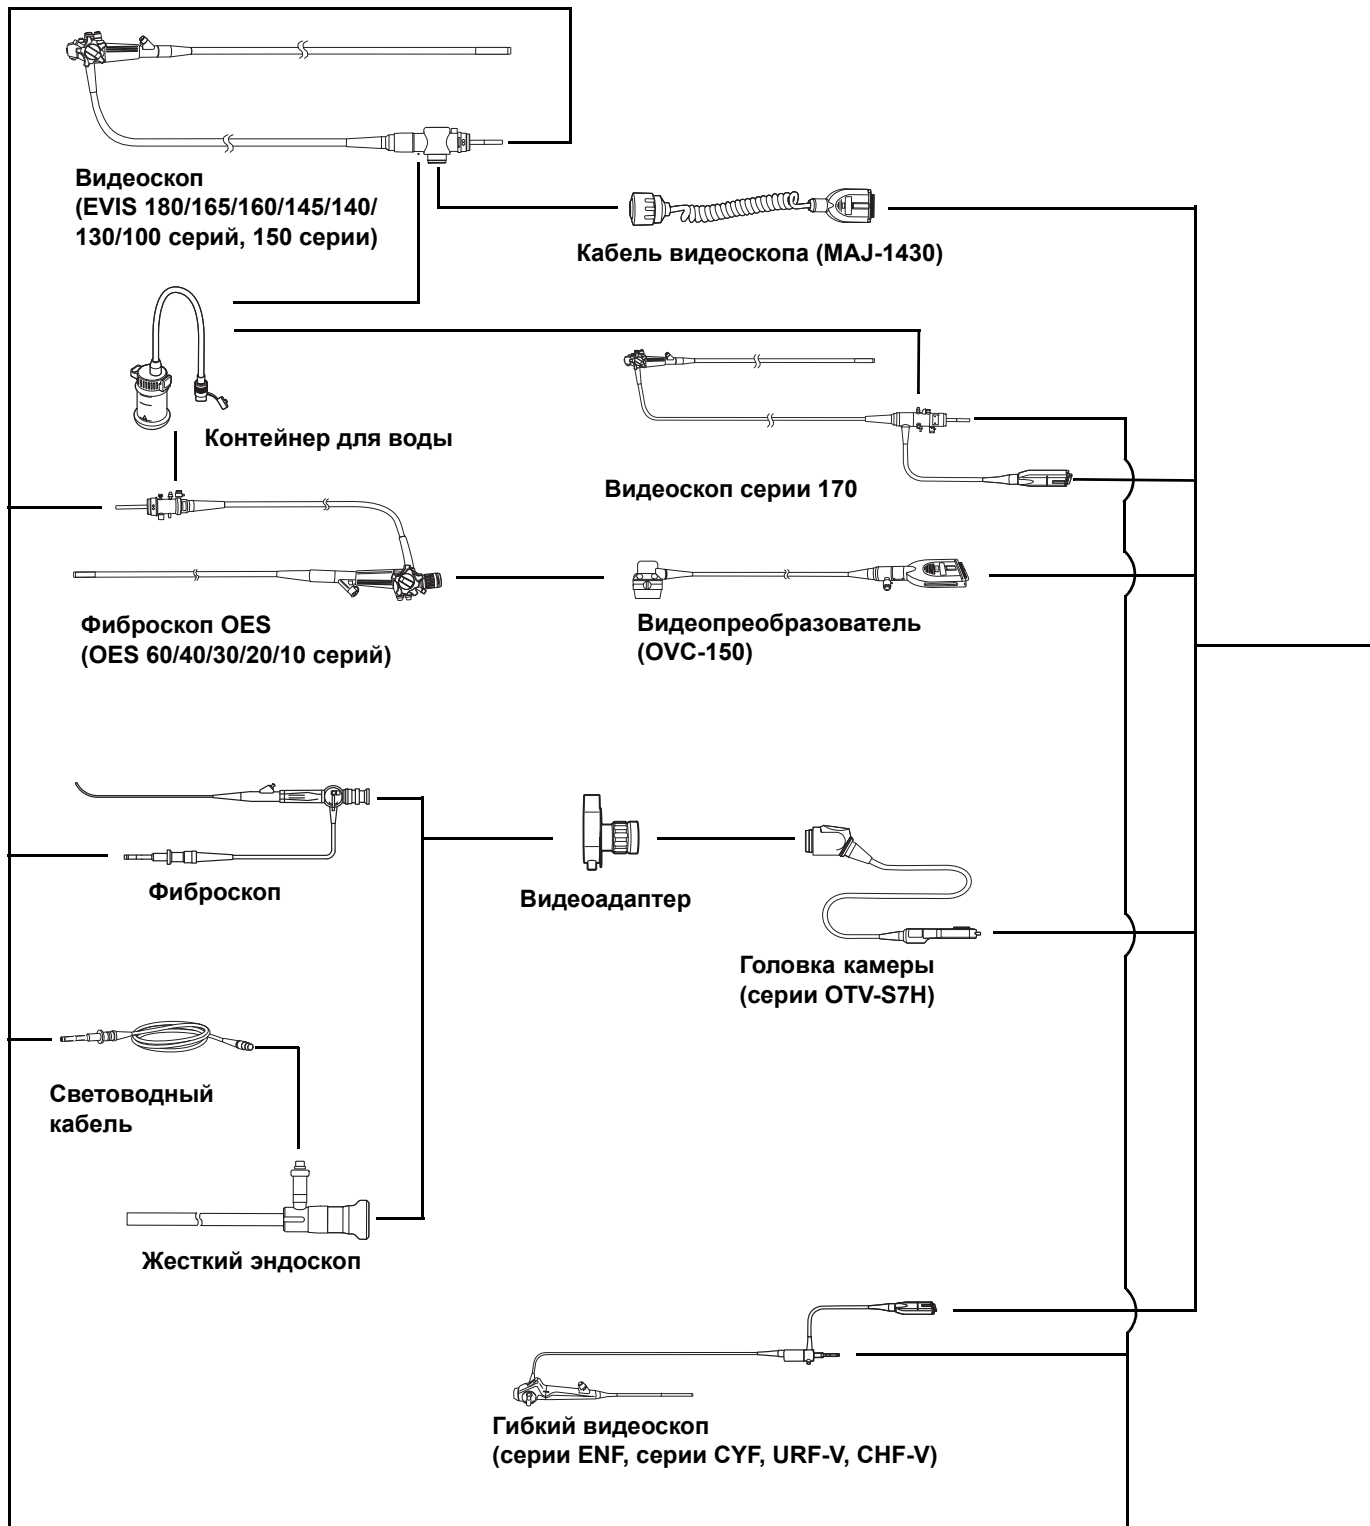 Видеоскоп
(EVIS 180/165/160/145/140/
130/100 серий, 150 серии)
Кабель видеоскопа (MAJ-1430)
Контейнер для воды
Видеоскоп серии 170
Фиброскоп OES
(OES 60/40/30/20/10 серий)
Видеопреобразователь
(OVC-150)
Фиброскоп
Видеоадаптер
Головка камеры
(серии OTV-S7H)
Световодный
кабель
Жесткий эндоскоп
Гибкий видеоскоп
(серии ENF, серии CYF, URF-V, CHF-V)